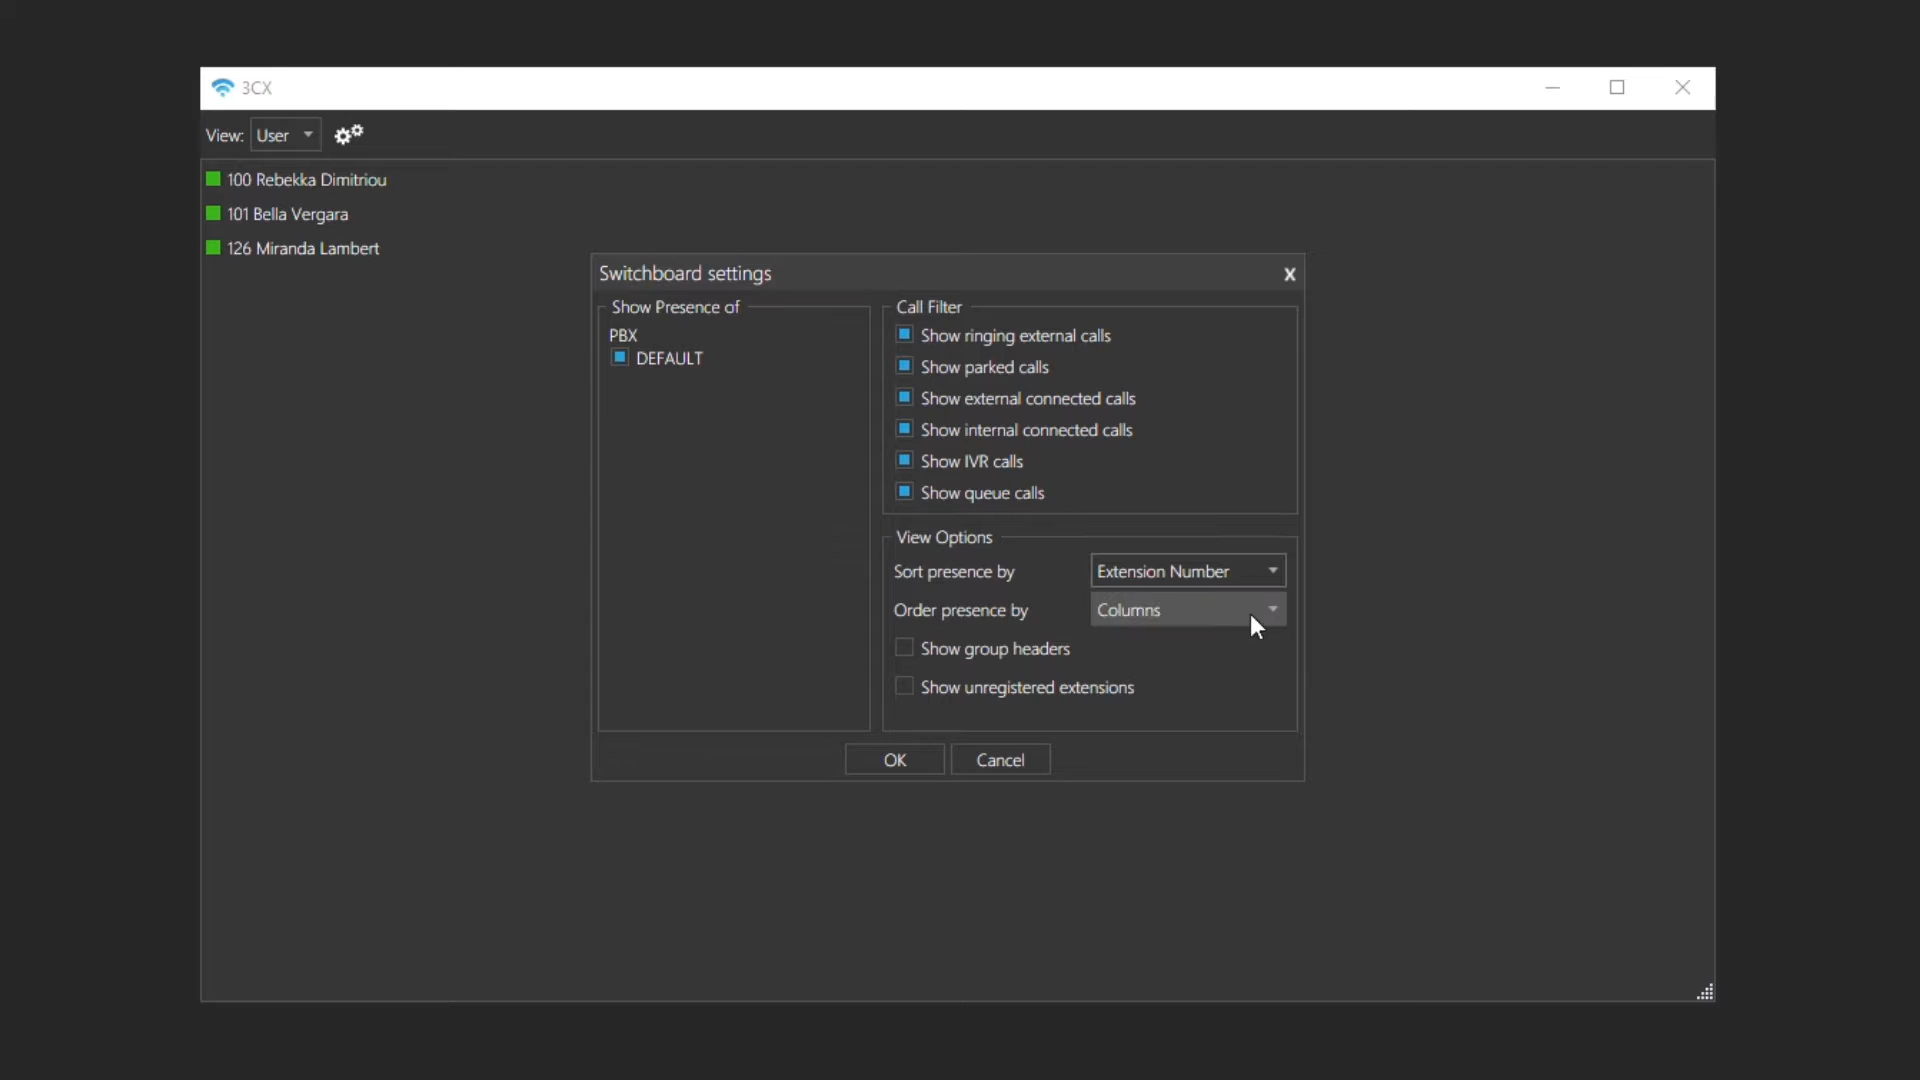 3CX
View: User
100 Rebekka Dimitriou
101 Bella Vergara
126 Miranda Lambert
Switchboard settings
X
Show Presence of
PBX
DEFAULT
Call Filter
Show ringing external calls
Show parked calls
Show external connected calls
Show internal connected calls
Show IVR calls
Show queue calls
View Options
Sort presence by Extension Number
Order presence by Columns
Show group headers
Show unregistered extensions
OK Cancel